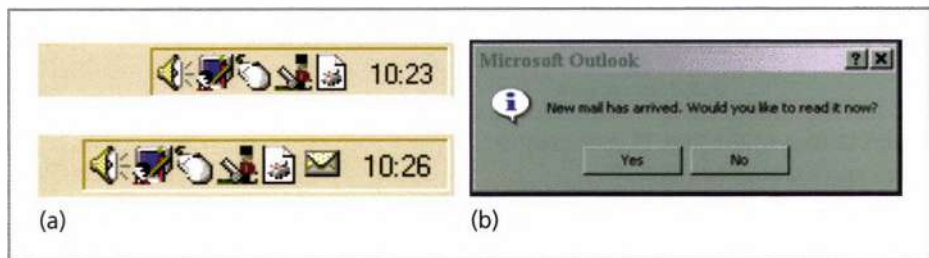 10:23
10:26
(a)
Microsoft Outlook
New mail has arrived. Would you like to read it now?
Yes
No
(b)